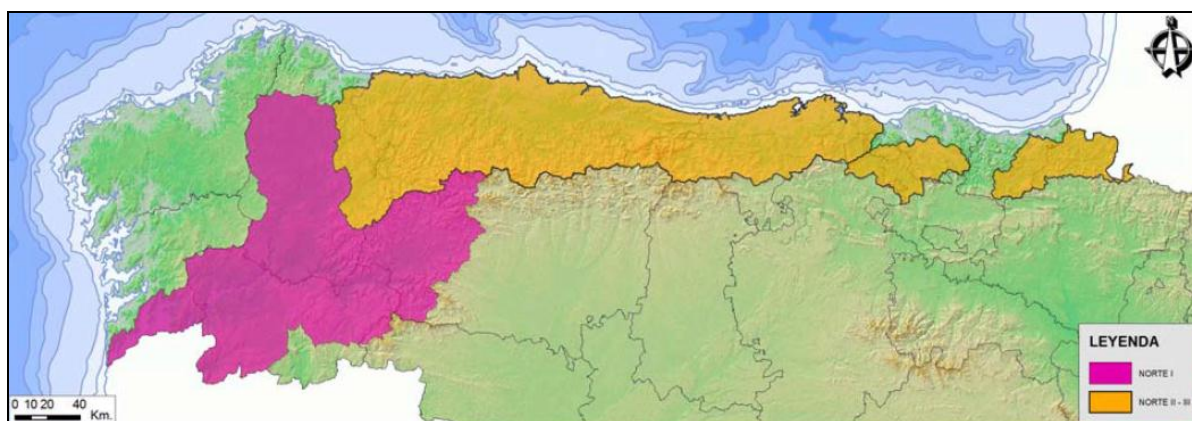 LEYENDA
NORTE I
NORTE II - III
0 10 20 40
Km.